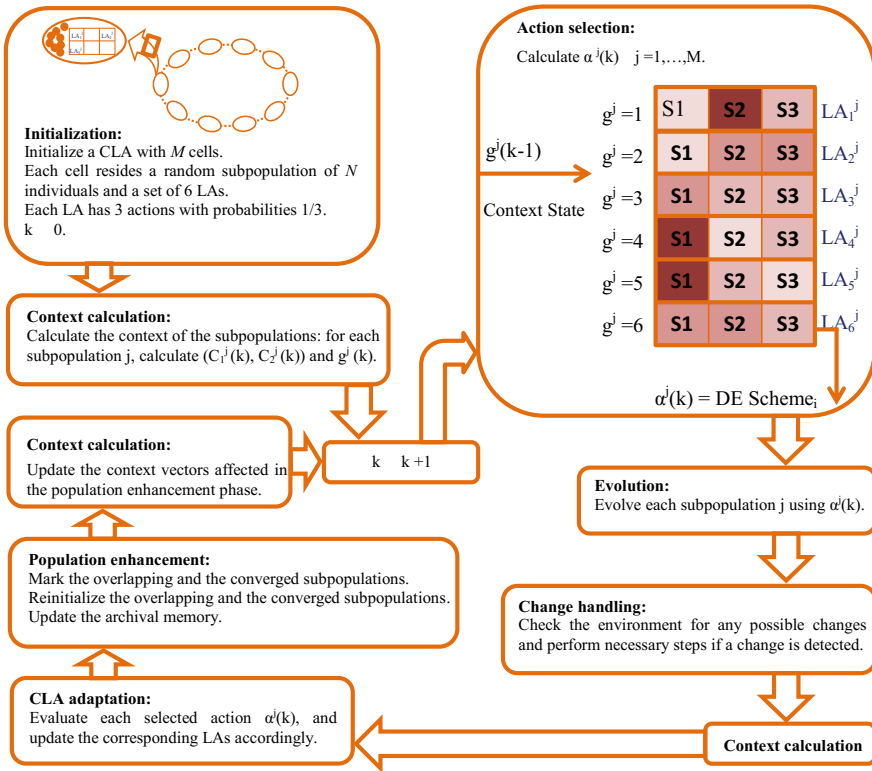 LA₁ʲ LA₂ʲ
LA₃ʲ
Initialization:
Initialize a CLA with M cells.
Each cell resides a random subpopulation of N
individuals and a set of 6 LAs.
Each LA has 3 actions with probabilities 1/3.
k 0.
Context calculation:
Calculate the context of the subpopulations: for each
subpopulation j, calculate (C₁ʲ(k), C₂ʲ(k)) and gʲ (k).
Context calculation:
Update the context vectors affected in
the population enhancement phase.
k k +1
Population enhancement:
Mark the overlapping and the converged subpopulations.
Reinitialize the overlapping and the converged subpopulations.
Update the archival memory.
CLA adaptation:
Evaluate each selected action αʲ(k), and
update the corresponding LAs accordingly.
Action selection:
Calculate α ʲ(k) j =1,…,M.
gʲ(k-1)
Context State
gʲ =1 S1 S2 S3 LA₁ʲ
gʲ =2 S1 S2 S3 LA₂ʲ
gʲ =3 S1 S2 S3 LA₃ʲ
gʲ =4 S1 S2 S3 LA₄ʲ
gʲ =5 S1 S2 S3 LA₅ʲ
gʲ =6 S1 S2 S3 LA₆ʲ
αʲ(k) = DE Schemeᵢ
Evolution:
Evolve each subpopulation j using αʲ(k).
Change handling:
Check the environment for any possible changes
and perform necessary steps if a change is detected.
Context calculation